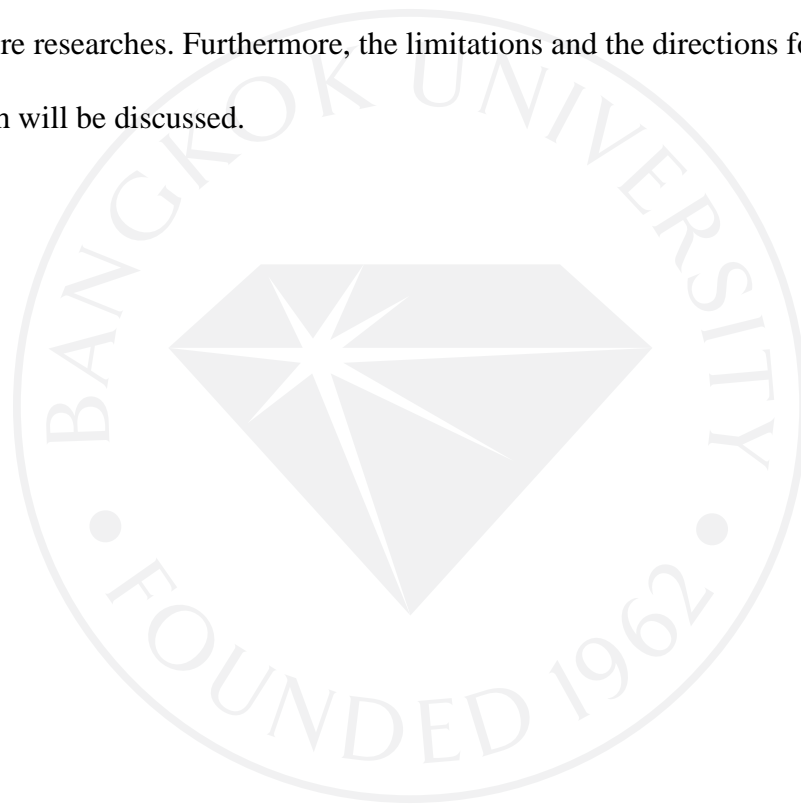 re researches. Furthermore, the limitations and the directions fo
n will be discussed.
BANGKOK UNIVERSITY
• FOUNDED 1962 •